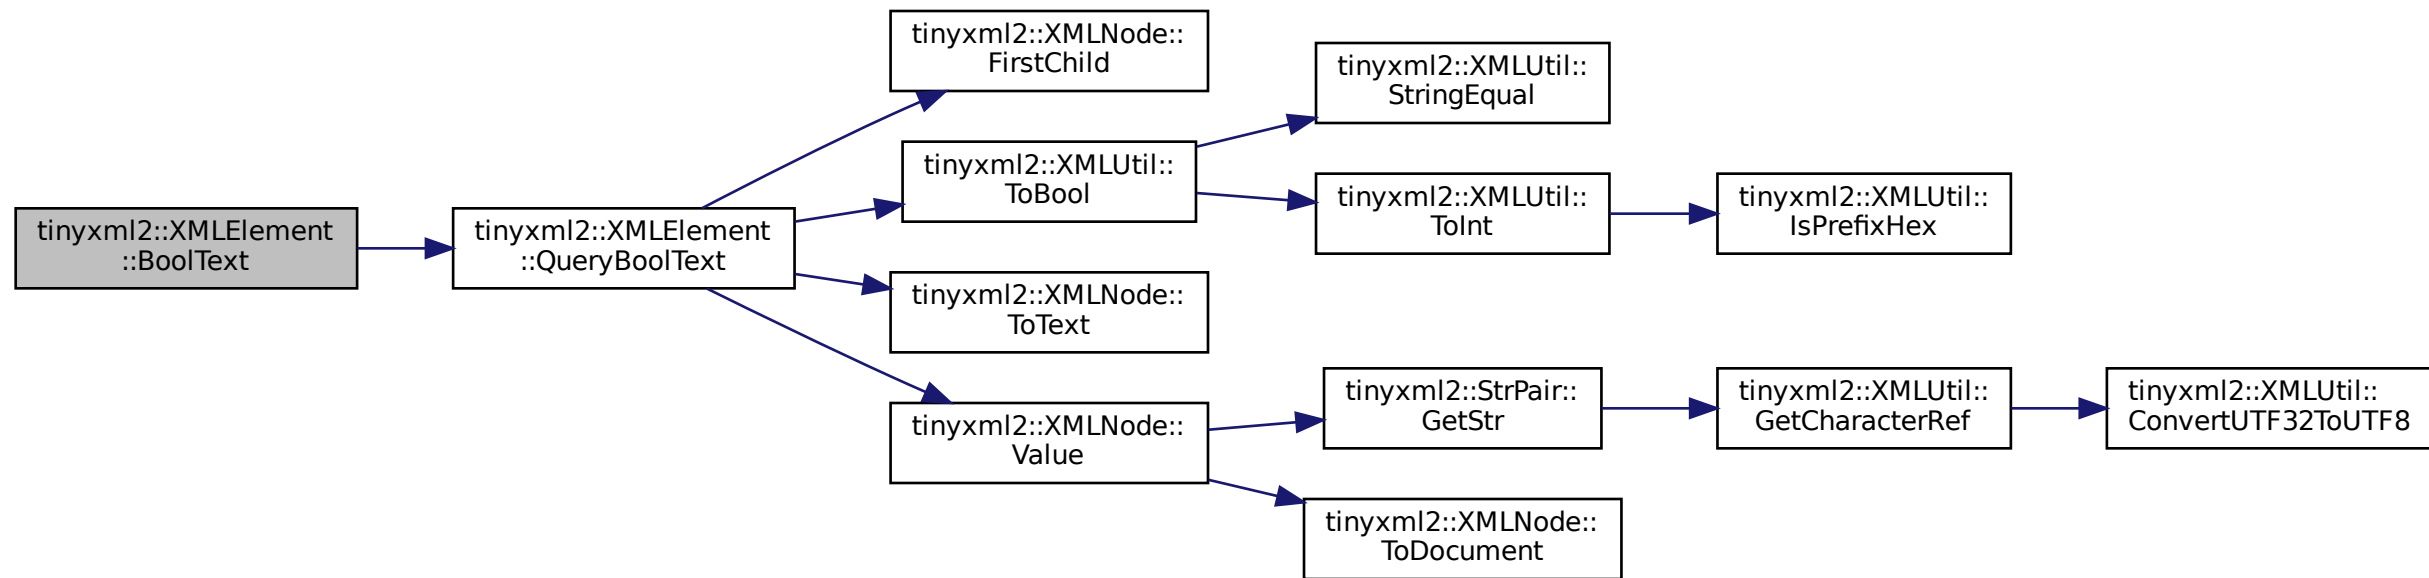 tinyxml2::XMLElement
::BoolText
tinyxml2::XMLElement
::QueryBoolText
tinyxml2::XMLNode::
FirstChild
tinyxml2::XMLUtil::
ToBool
tinyxml2::XMLNode::
ToText
tinyxml2::XMLNode::
Value
tinyxml2::XMLUtil::
StringEqual
tinyxml2::XMLUtil::
ToInt
tinyxml2::StrPair::
GetStr
tinyxml2::XMLNode::
ToDocument
tinyxml2::XMLUtil::
IsPrefixHex
tinyxml2::XMLUtil::
GetCharacterRef
tinyxml2::XMLUtil::
ConvertUTF32ToUTF8